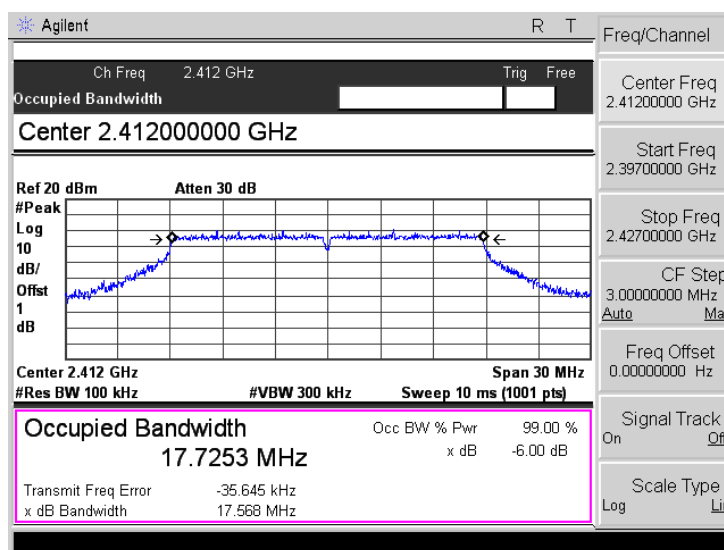 Agilent R T
Ch Freq 2.412 GHz Trig Free
Occupied Bandwidth
Center 2.412000000 GHz
Ref 20 dBm Atten 30 dB
#Peak
Log
10
dB/
Offst
1
dB
Center 2.412 GHz Span 30 MHz
#Res BW 100 kHz #VBW 300 kHz Sweep 10 ms (1001 pts)
Occupied Bandwidth
17.7253 MHz
Occ BW % Pwr 99.00 %
x dB -6.00 dB
Transmit Freq Error -35.645 kHz
x dB Bandwidth 17.568 MHz
Freq/Channel
Center Freq
2.41200000 GHz
Start Freq
2.39700000 GHz
Stop Freq
2.42700000 GHz
CF Step
3.00000000 MHz
Auto Ma
Freq Offset
0.00000000 Hz
Signal Track
On Off
Scale Type
Log Li